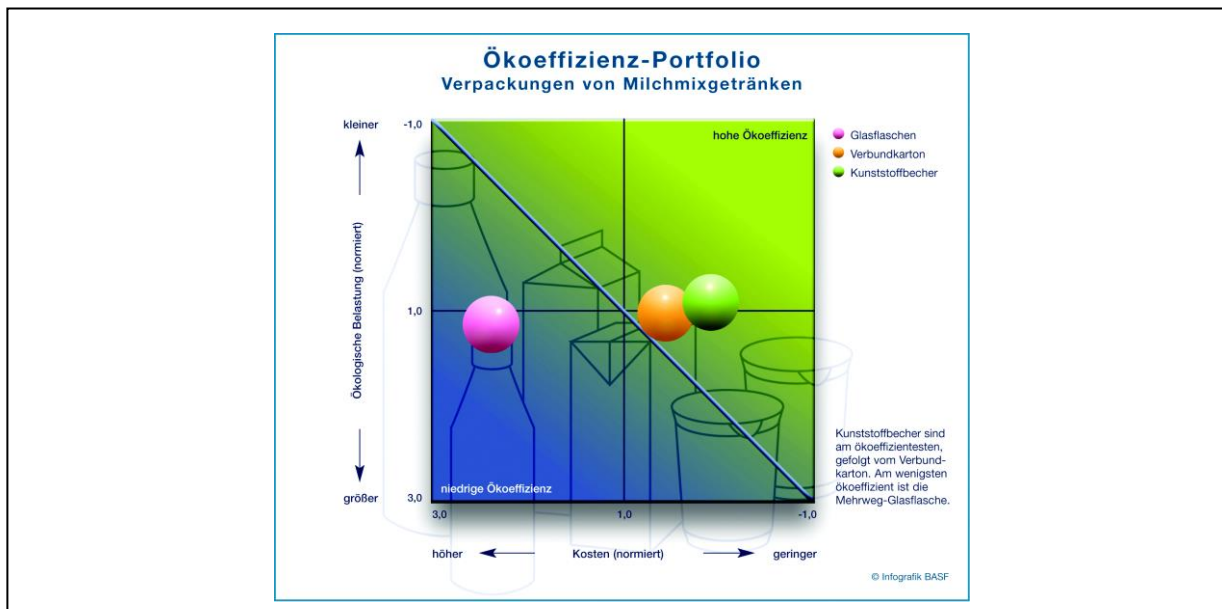 Ökoeffizienz-Portfolio
Verpackungen von Milchmixgetränken
kleiner
-1,0
hohe Ökoeffizienz
Glasflaschen
Verbundkarton
Kunststoffbecher
Ökologische Belastung (normiert)
1,0
Kunststoffbecher sind
am ökoeffizientesten,
gefolgt vom Verbund-
karton. Am wenigsten
ökoeffizient ist die
Mehrweg-Glasflasche.
größer
3,0
niedrige Ökoeffizienz
3,0
1,0
-1,0
höher
Kosten (normiert)
geringer
© Infografik BASF